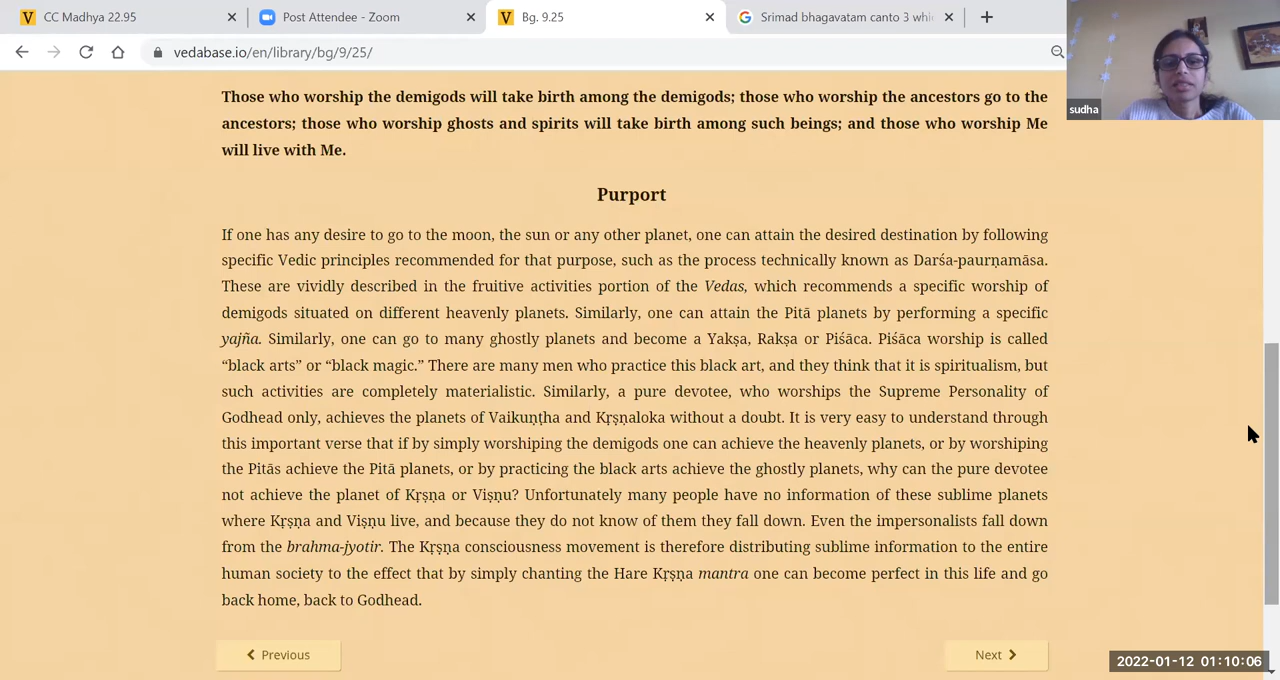 CC Madhya 22.95
Post Attendee - Zoom
Bg. 9.25
Srimad bhagavatam canto 3 whi
vedabase.io/en/library/bg/9/25/
sudha
Those who worship the demigods will take birth among the demigods; those who worship the ancestors go to the
ancestors; those who worship ghosts and spirits will take birth among such beings; and those who worship Me
will live with Me.
Purport
If one has any desire to go to the moon, the sun or any other planet, one can attain the desired destination by following
specific Vedic principles recommended for that purpose, such as the process technically known as Darśa-paurṇamāsa.
These are vividly described in the fruitive activities portion of the Vedas, which recommends a specific worship of
demigods situated on different heavenly planets. Similarly, one can attain the Pitā planets by performing a specific
yajña. Similarly, one can go to many ghostly planets and become a Yakṣa, Rakṣa or Piśāca. Piśāca worship is called
“black arts” or “black magic.” There are many men who practice this black art, and they think that it is spiritualism, but
such activities are completely materialistic. Similarly, a pure devotee, who worships the Supreme Personality of
Godhead only, achieves the planets of Vaikuṇṭha and Kṛṣṇaloka without a doubt. It is very easy to understand through
this important verse that if by simply worshiping the demigods one can achieve the heavenly planets, or by worshiping
the Pitās achieve the Pitā planets, or by practicing the black arts achieve the ghostly planets, why can the pure devotee
not achieve the planet of Kṛṣṇa or Viṣṇu? Unfortunately many people have no information of these sublime planets
where Kṛṣṇa and Viṣṇu live, and because they do not know of them they fall down. Even the impersonalists fall down
from the brahma-jyotir. The Kṛṣṇa consciousness movement is therefore distributing sublime information to the entire
human society to the effect that by simply chanting the Hare Kṛṣṇa mantra one can become perfect in this life and go
back home, back to Godhead.
Previous
Next
2022-01-12 01:10:06